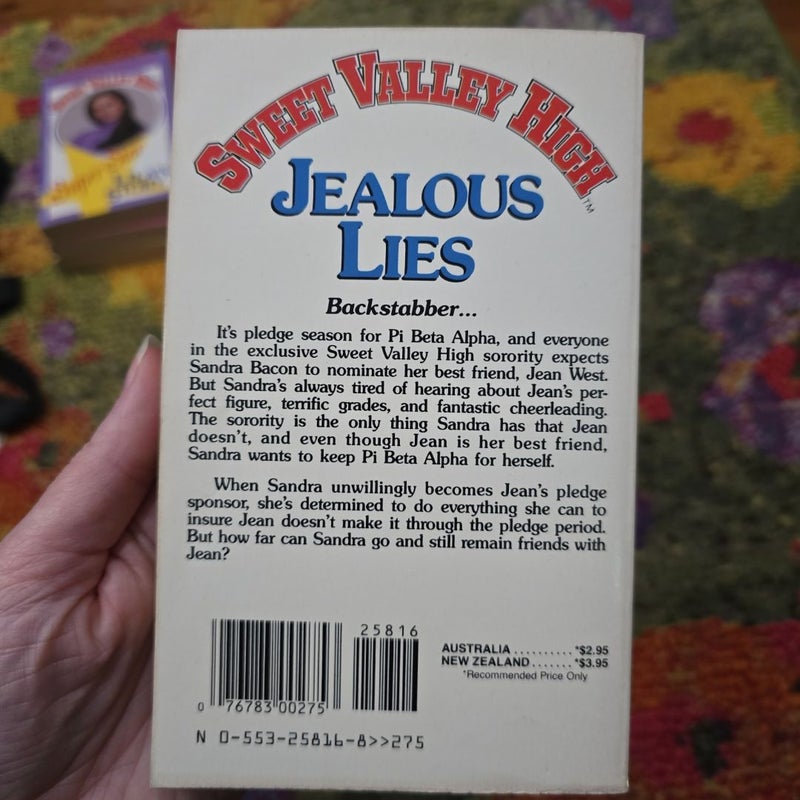 SWEET VALLEY HIGH™
JEALOUS
LIES
Backstabber...
It's pledge season for Pi Beta Alpha, and everyone
in the exclusive Sweet Valley High sorority expects
Sandra Bacon to nominate her best friend, Jean West.
But Sandra's always tired of hearing about Jean's per-
fect figure, terrific grades, and fantastic cheerleading.
The sorority is the only thing Sandra has that Jean
doesn't, and even though Jean is her best friend,
Sandra wants to keep Pi Beta Alpha for herself.
When Sandra unwillingly becomes Jean's pledge
sponsor, she's determined to do everything she can to
insure Jean doesn't make it through the pledge period.
But how far can Sandra go and still remain friends with
Jean?
25816
AUSTRALIA .......... *$2.95
NEW ZEALAND ....... *$3.95
*Recommended Price Only
0 76783 00275
N 0-553-25816-8>>275